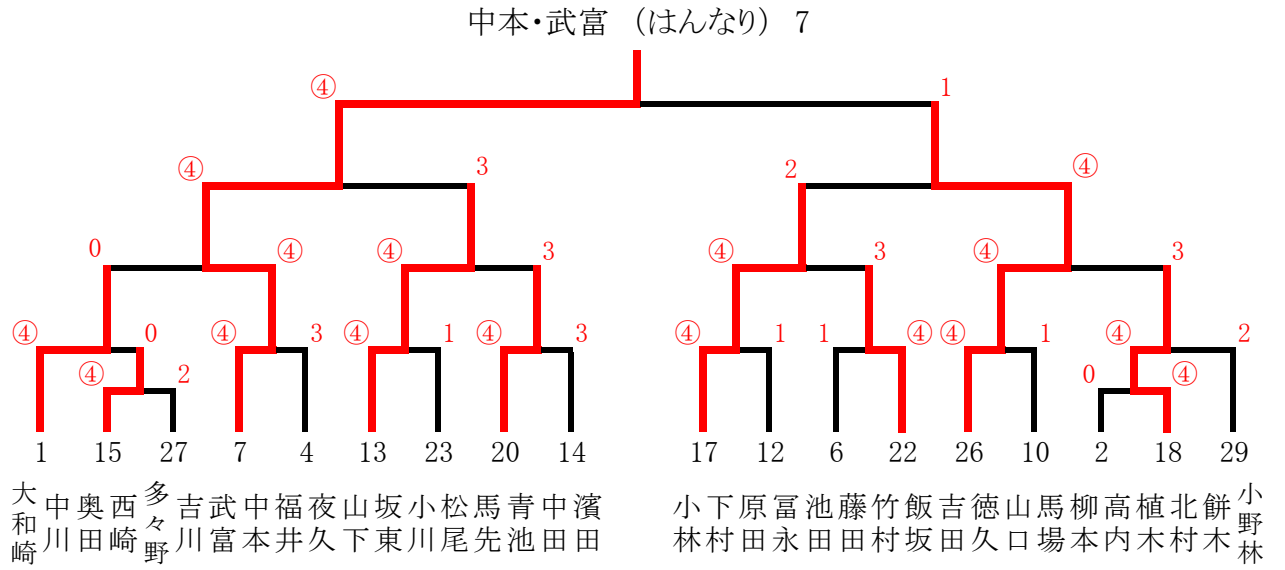 中本・武富 （はんなり） 7
④ 1
④ 3 2 ④
0 ④ ④ 3 ④ 3 ④ 3
④ 0 ④ 3 ④ 1 ④ 3 ④ 1 1 ④ ④ 1 ④ 2
④ 2 0 ④
1 15 27 7 4 13 23 20 14 17 12 6 22 26 10 2 18 29
大和崎 中川 奥田 西崎 多々野 吉川 武富 中本 福井 夜久 山下 坂東 小川 松尾 馬先 青池 中田 濱田 小林 下村 原田 冨永 池田 藤田 竹村 飯坂 吉田 徳久 山口 馬場 柳本 高内 植木 北村 餅木 小野林